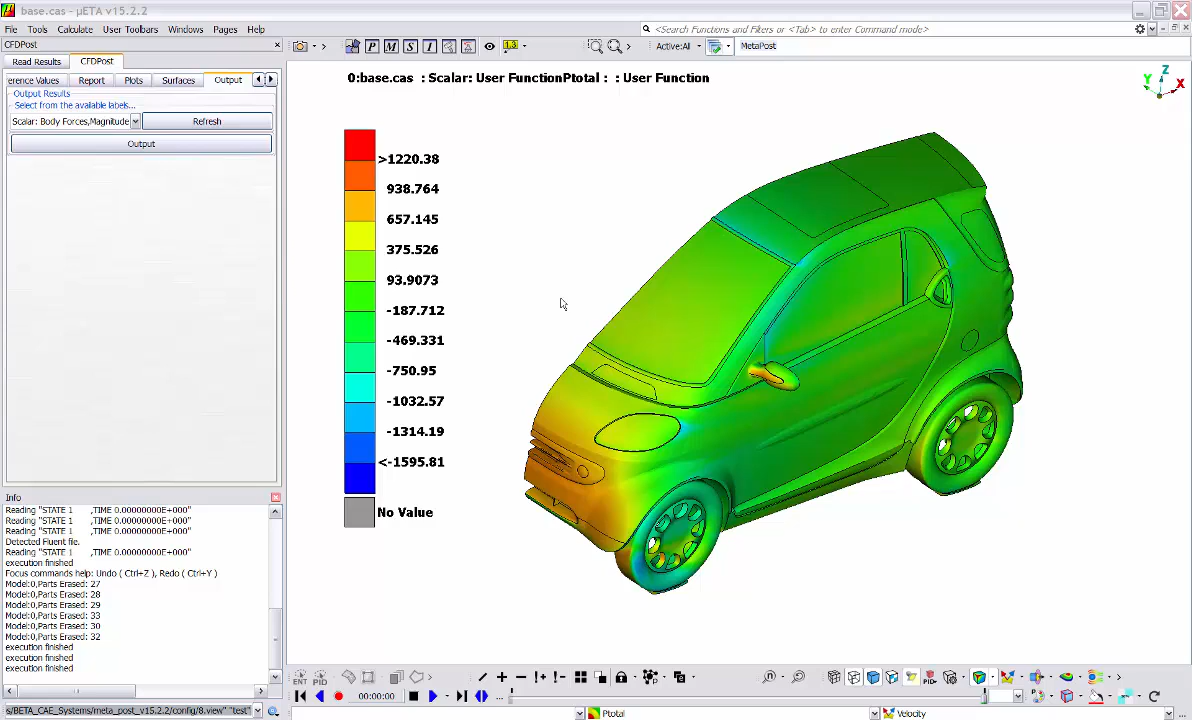 base.cas - µETA v15.2.2
File Tools Calculate User Toolbars Windows Pages Help
<Search for Functions and Filters or <Tab> to enter Command mode>
CFDPost
P M S I
1.3
Active:All
MetaPost
Read Results CFDPost
erence Values Report Plots Surfaces Output
Output Results
Select from the available labels...
Scalar: Body Forces,Magnitude Refresh
Output
0:base.cas : Scalar: User FunctionPtotal : : User Function
Z
Y X
>1220.38
938.764
657.145
375.526
93.9073
-187.712
-469.331
-750.95
-1032.57
-1314.19
<-1595.81
No Value
Info
Reading "STATE 1 ,TIME 0.00000000E+000"
Reading "STATE 1 ,TIME 0.00000000E+000"
Reading "STATE 1 ,TIME 0.00000000E+000"
Detected Fluent file.
Reading "STATE 1 ,TIME 0.00000000E+000"
execution finished
Focus commands help: Undo ( Ctrl+Z ), Redo ( Ctrl+Y )
Model:0,Parts Erased: 27
Model:0,Parts Erased: 28
Model:0,Parts Erased: 29
Model:0,Parts Erased: 33
Model:0,Parts Erased: 30
Model:0,Parts Erased: 32
execution finished
execution finished
execution finished
ENT PID
PID
00:00:00
s/BETA_CAE_Systems/meta_post_v15.2.2/config/8.view" "test"
Ptotal
Velocity